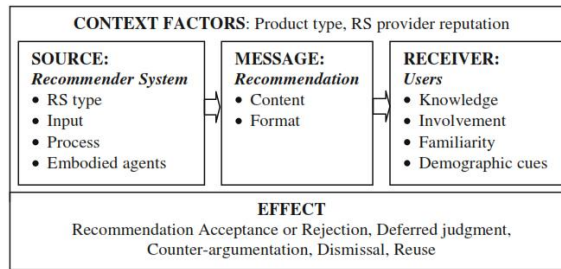 CONTEXT FACTORS: Product type, RS provider reputation
SOURCE:
Recommender System
• RS type
• Input
• Process
• Embodied agents
MESSAGE:
Recommendation
• Content
• Format
RECEIVER:
Users
• Knowledge
• Involvement
• Familiarity
• Demographic cues
EFFECT
Recommendation Acceptance or Rejection, Deferred judgment,
Counter-argumentation, Dismissal, Reuse